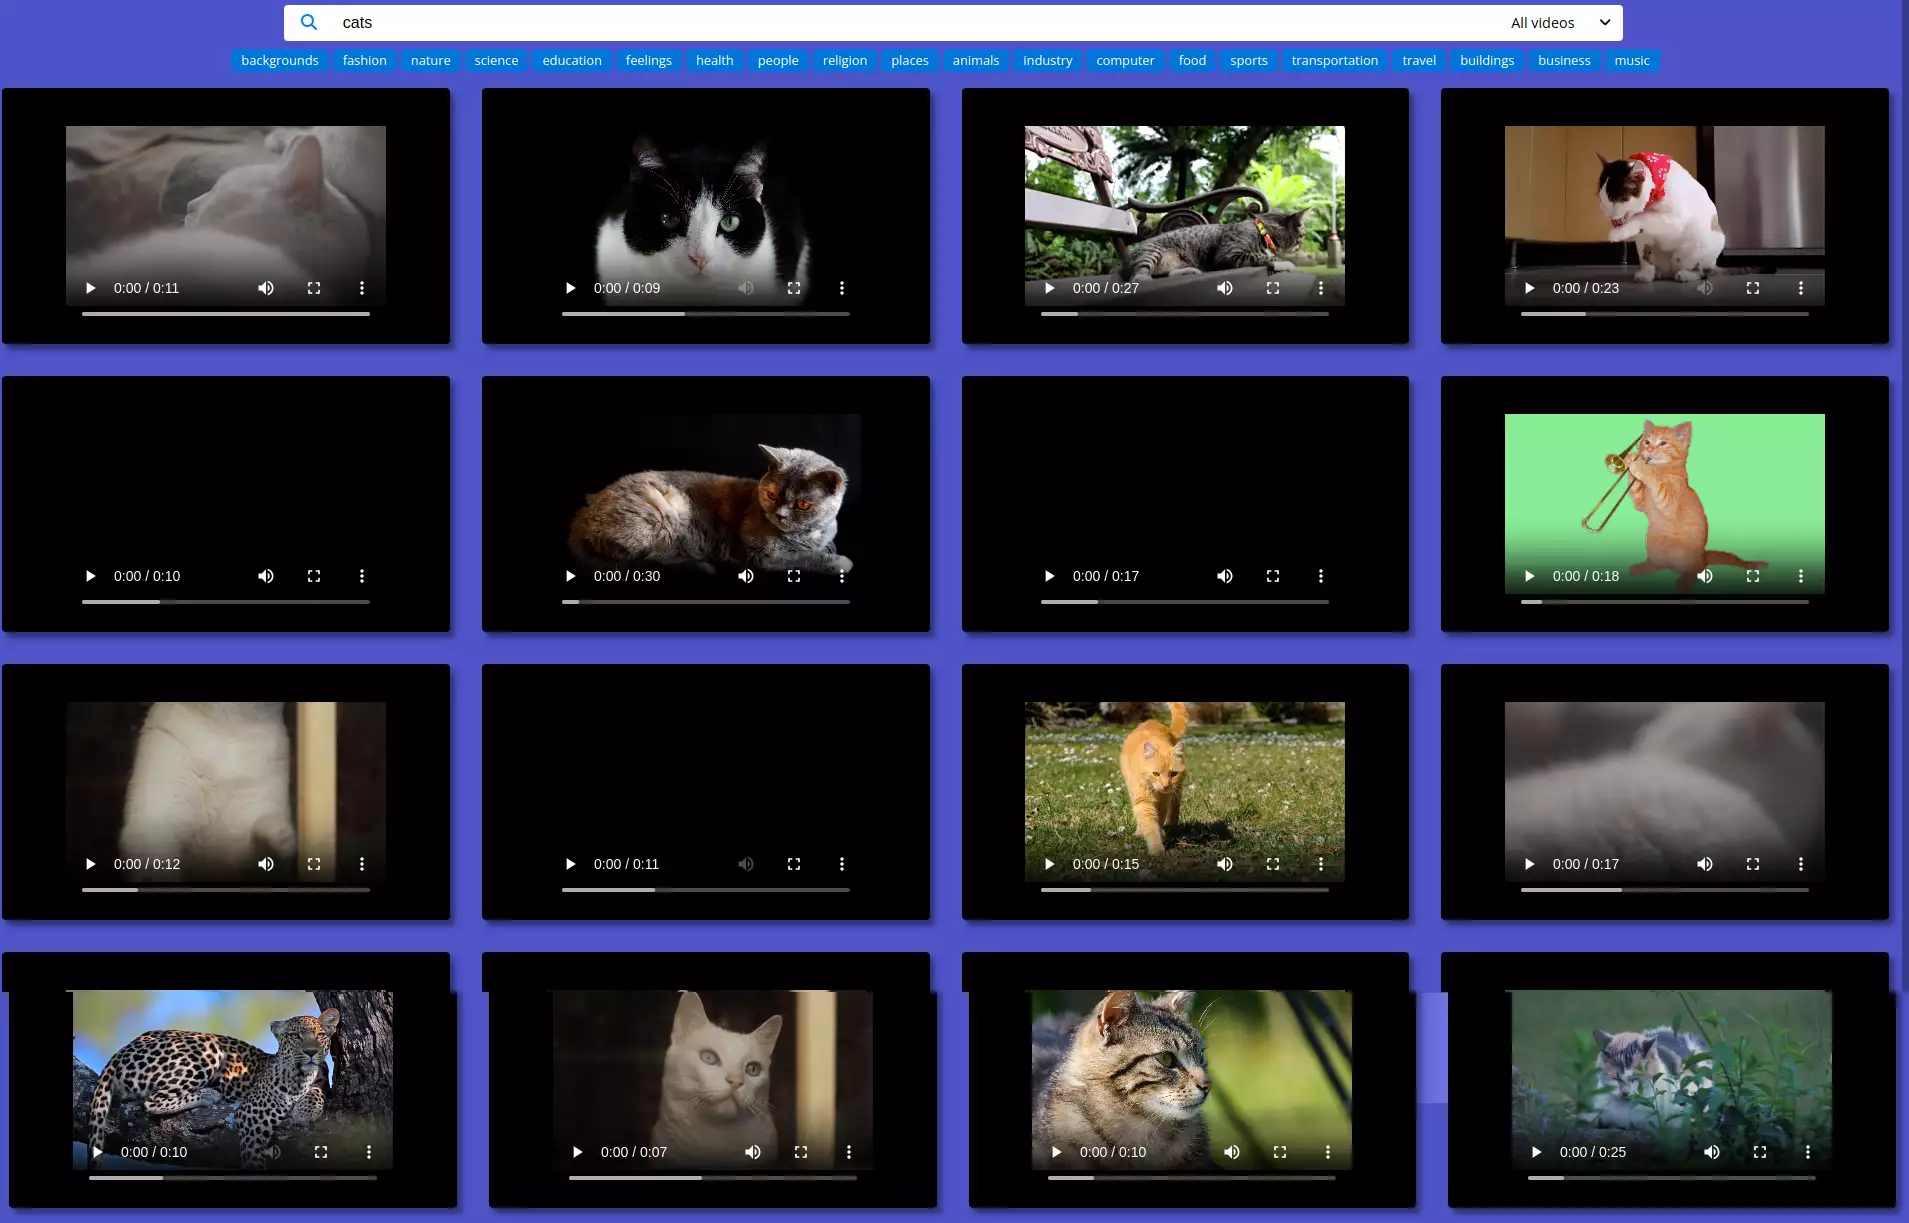 cats All videos
backgrounds fashion nature science education feelings health people religion places animals industry computer food sports transportation travel buildings business music
0:00 / 0:11 0:00 / 0:09 0:00 / 0:27 0:00 / 0:23
0:00 / 0:10 0:00 / 0:30 0:00 / 0:17 0:00 / 0:18
0:00 / 0:12 0:00 / 0:11 0:00 / 0:15 0:00 / 0:17
0:00 / 0:10 0:00 / 0:07 0:00 / 0:10 0:00 / 0:25